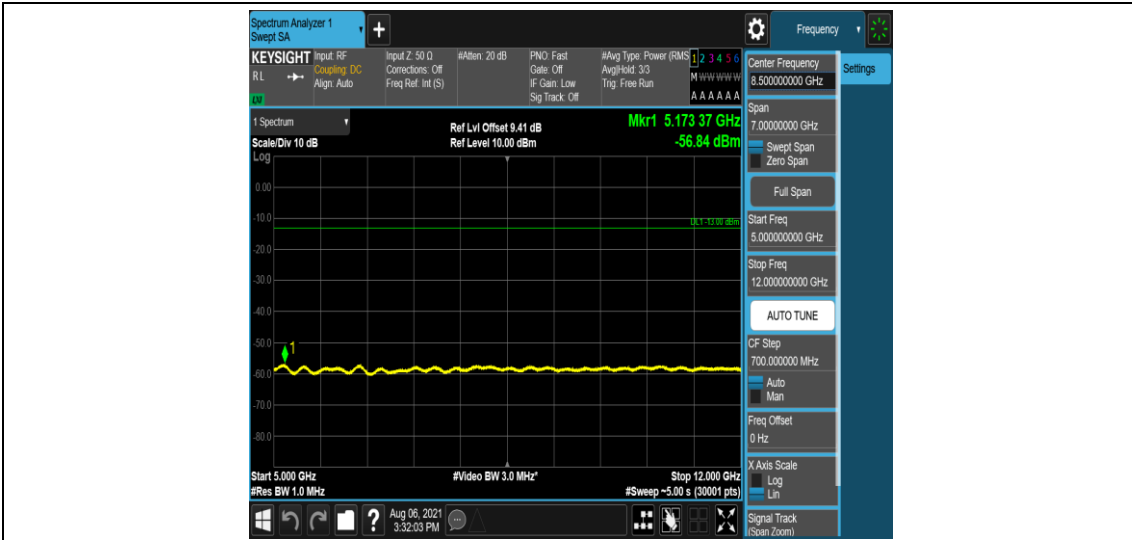 Spectrum Analyzer 1
Swept SA
+
Frequency
KEYSIGHT
RL
Input: RF
Coupling: DC
Align: Auto
Input Z: 50 Ω
Corrections: Off
Freq Ref: Int (S)
#Atten: 20 dB
PNO: Fast
Gate: Off
IF Gain: Low
Sig Track: Off
#Avg Type: Power (RMS
Avg|Hold: 3/3
Trig: Free Run
1 2 3 4 5 6
M W W W W W
A A A A A A
Center Frequency
8.500000000 GHz
Settings
Span
7.00000000 GHz
Swept Span
Zero Span
Full Span
Start Freq
5.000000000 GHz
Stop Freq
12.000000000 GHz
AUTO TUNE
CF Step
700.000000 MHz
Auto
Man
Freq Offset
0 Hz
X Axis Scale
Log
Lin
Signal Track
(Span Zoom)
1 Spectrum
Scale/Div 10 dB
Log
Ref Lvl Offset 9.41 dB
Ref Level 10.00 dBm
Mkr1 5.173 37 GHz
-56.84 dBm
0.00
-10.0
DL1 -13.00 dBm
-20.0
-30.0
-40.0
-50.0
1
-60.0
-70.0
-80.0
Start 5.000 GHz
#Video BW 3.0 MHz*
Stop 12.000 GHz
#Res BW 1.0 MHz
#Sweep ~5.00 s (30001 pts)
?
Aug 06, 2021
3:32:03 PM